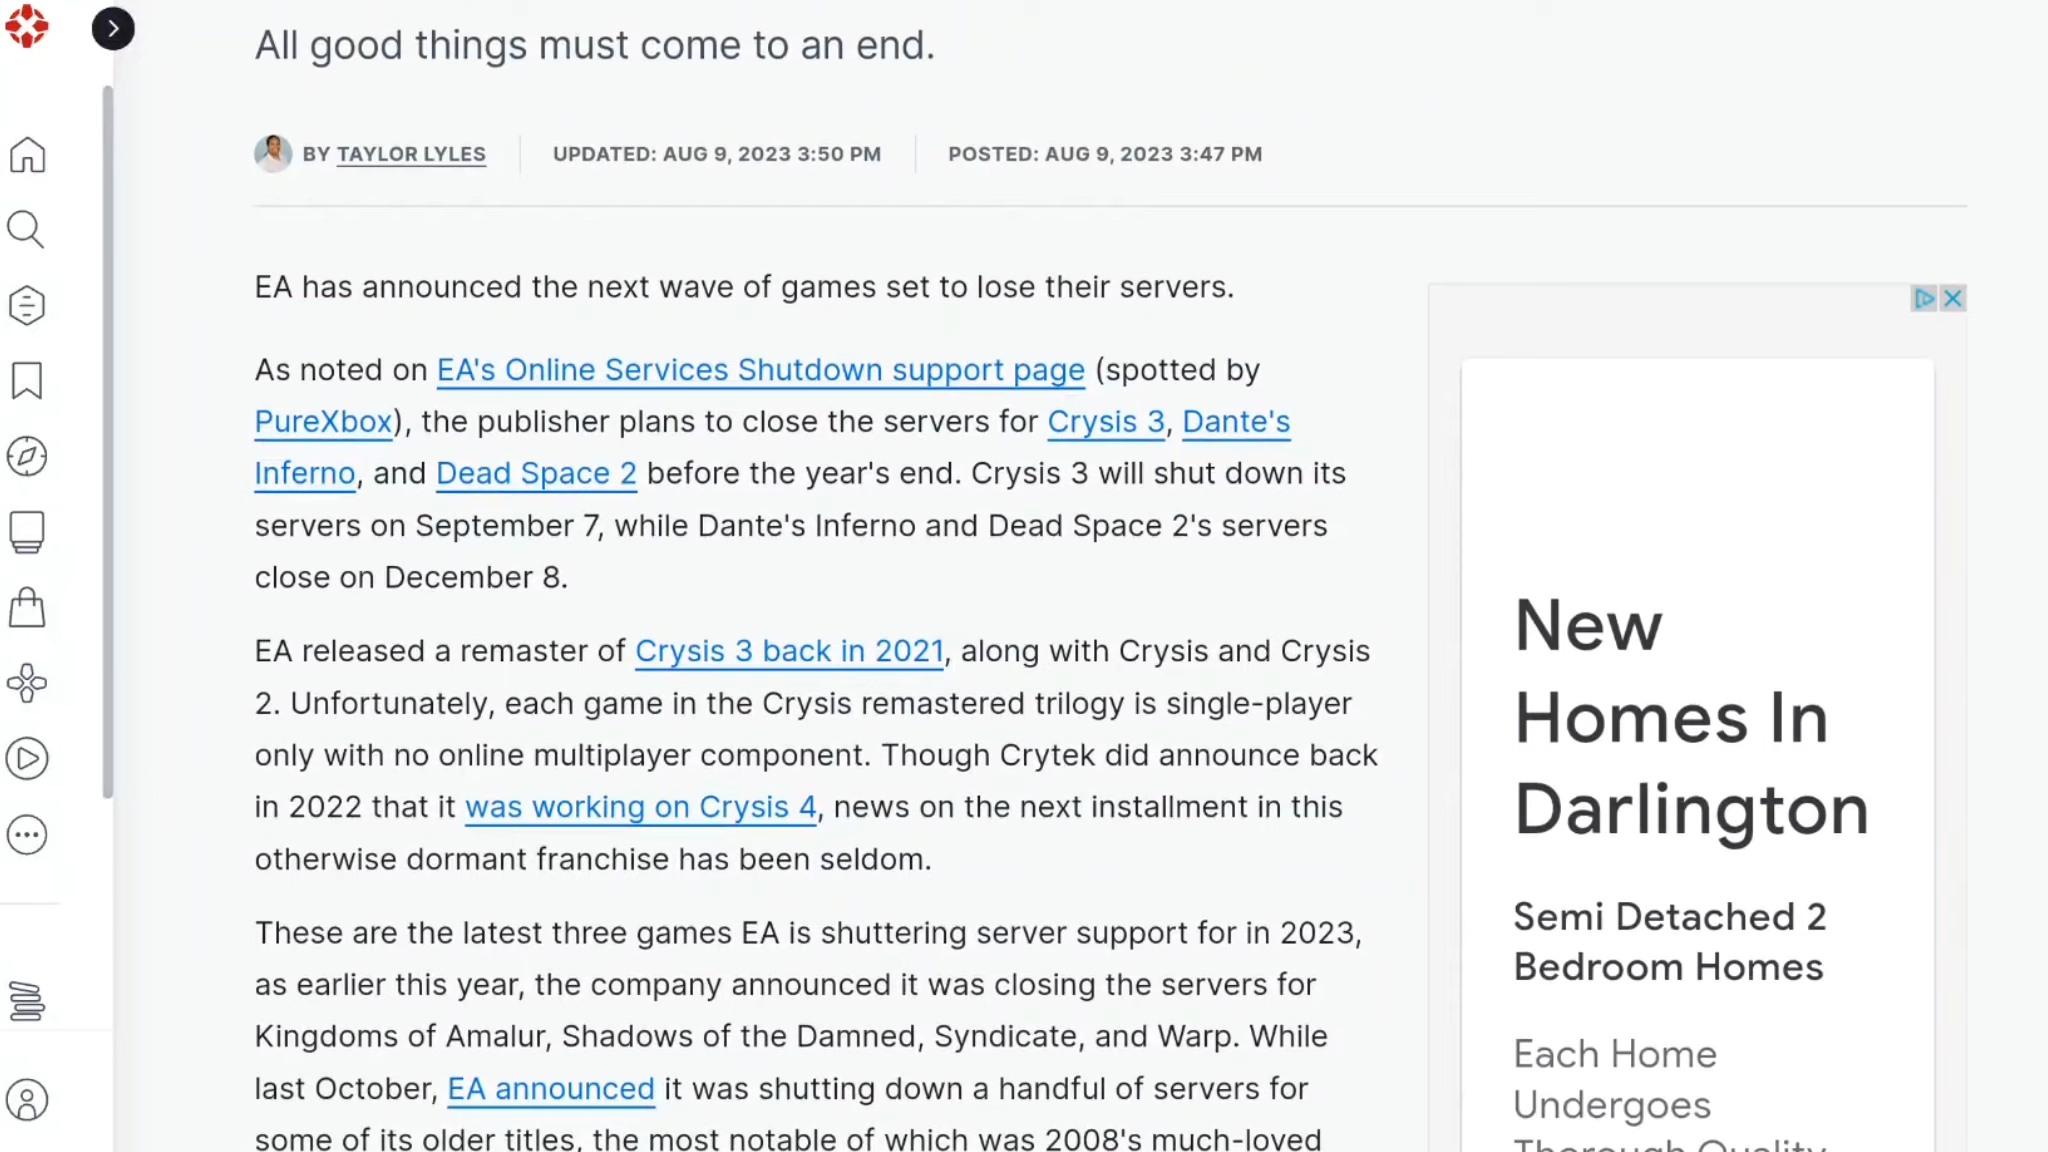 All good things must come to an end.
BY TAYLOR LYLES
UPDATED: AUG 9, 2023 3:50 PM
POSTED: AUG 9, 2023 3:47 PM
EA has announced the next wave of games set to lose their servers.
As noted on EA's Online Services Shutdown support page (spotted by
PureXbox), the publisher plans to close the servers for Crysis 3, Dante's
Inferno, and Dead Space 2 before the year's end. Crysis 3 will shut down its
servers on September 7, while Dante's Inferno and Dead Space 2's servers
close on December 8.
EA released a remaster of Crysis 3 back in 2021, along with Crysis and Crysis
2. Unfortunately, each game in the Crysis remastered trilogy is single-player
only with no online multiplayer component. Though Crytek did announce back
in 2022 that it was working on Crysis 4, news on the next installment in this
otherwise dormant franchise has been seldom.
These are the latest three games EA is shuttering server support for in 2023,
as earlier this year, the company announced it was closing the servers for
Kingdoms of Amalur, Shadows of the Damned, Syndicate, and Warp. While
last October, EA announced it was shutting down a handful of servers for
some of its older titles, the most notable of which was 2008's much-loved
New
Homes In
Darlington
Semi Detached 2
Bedroom Homes
Each Home
Undergoes
Thorough Quality